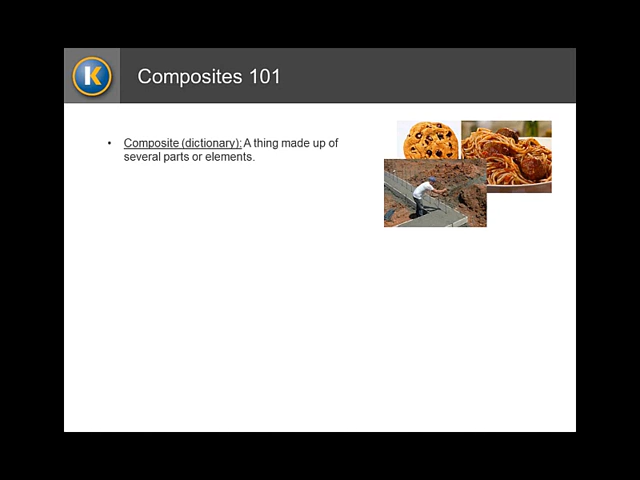 K
Composites 101
• Composite (dictionary): A thing made up of
several parts or elements.